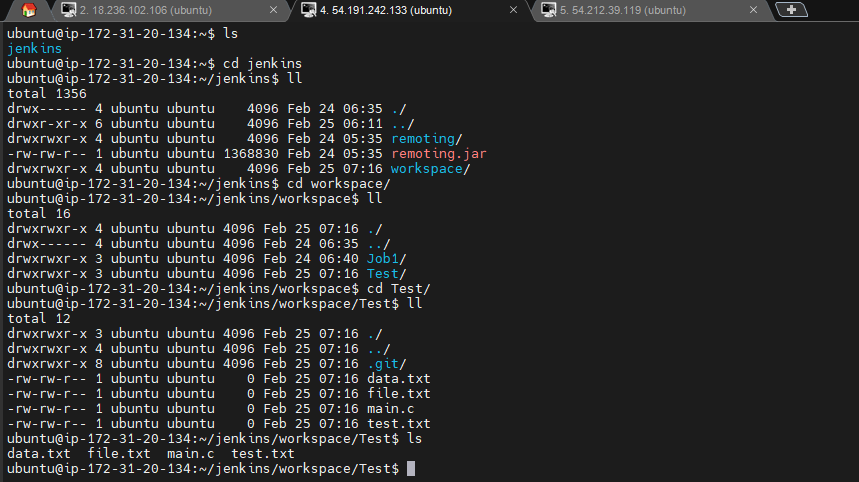 2. 18.236.102.106 (ubuntu)
4. 54.191.242.133 (ubuntu)
5. 54.212.39.119 (ubuntu)
ubuntu@ip-172-31-20-134:~$ ls
jenkins
ubuntu@ip-172-31-20-134:~$ cd jenkins
ubuntu@ip-172-31-20-134:~/jenkins$ ll
total 1356
drwx------ 4 ubuntu ubuntu    4096 Feb 24 06:35 ./
drwxr-xr-x 6 ubuntu ubuntu    4096 Feb 25 06:11 ../
drwxrwxr-x 4 ubuntu ubuntu    4096 Feb 24 05:35 remoting/
-rw-rw-r-- 1 ubuntu ubuntu 1368830 Feb 24 05:35 remoting.jar
drwxrwxr-x 4 ubuntu ubuntu    4096 Feb 25 07:16 workspace/
ubuntu@ip-172-31-20-134:~/jenkins$ cd workspace/
ubuntu@ip-172-31-20-134:~/jenkins/workspace$ ll
total 16
drwxrwxr-x 4 ubuntu ubuntu 4096 Feb 25 07:16 ./
drwx------ 4 ubuntu ubuntu 4096 Feb 24 06:35 ../
drwxrwxr-x 3 ubuntu ubuntu 4096 Feb 24 06:40 Job1/
drwxrwxr-x 3 ubuntu ubuntu 4096 Feb 25 07:16 Test/
ubuntu@ip-172-31-20-134:~/jenkins/workspace$ cd Test/
ubuntu@ip-172-31-20-134:~/jenkins/workspace/Test$ ll
total 12
drwxrwxr-x 3 ubuntu ubuntu 4096 Feb 25 07:16 ./
drwxrwxr-x 4 ubuntu ubuntu 4096 Feb 25 07:16 ../
drwxrwxr-x 8 ubuntu ubuntu 4096 Feb 25 07:16 .git/
-rw-rw-r-- 1 ubuntu ubuntu    0 Feb 25 07:16 data.txt
-rw-rw-r-- 1 ubuntu ubuntu    0 Feb 25 07:16 file.txt
-rw-rw-r-- 1 ubuntu ubuntu    0 Feb 25 07:16 main.c
-rw-rw-r-- 1 ubuntu ubuntu    0 Feb 25 07:16 test.txt
ubuntu@ip-172-31-20-134:~/jenkins/workspace/Test$ ls
data.txt  file.txt  main.c  test.txt
ubuntu@ip-172-31-20-134:~/jenkins/workspace/Test$